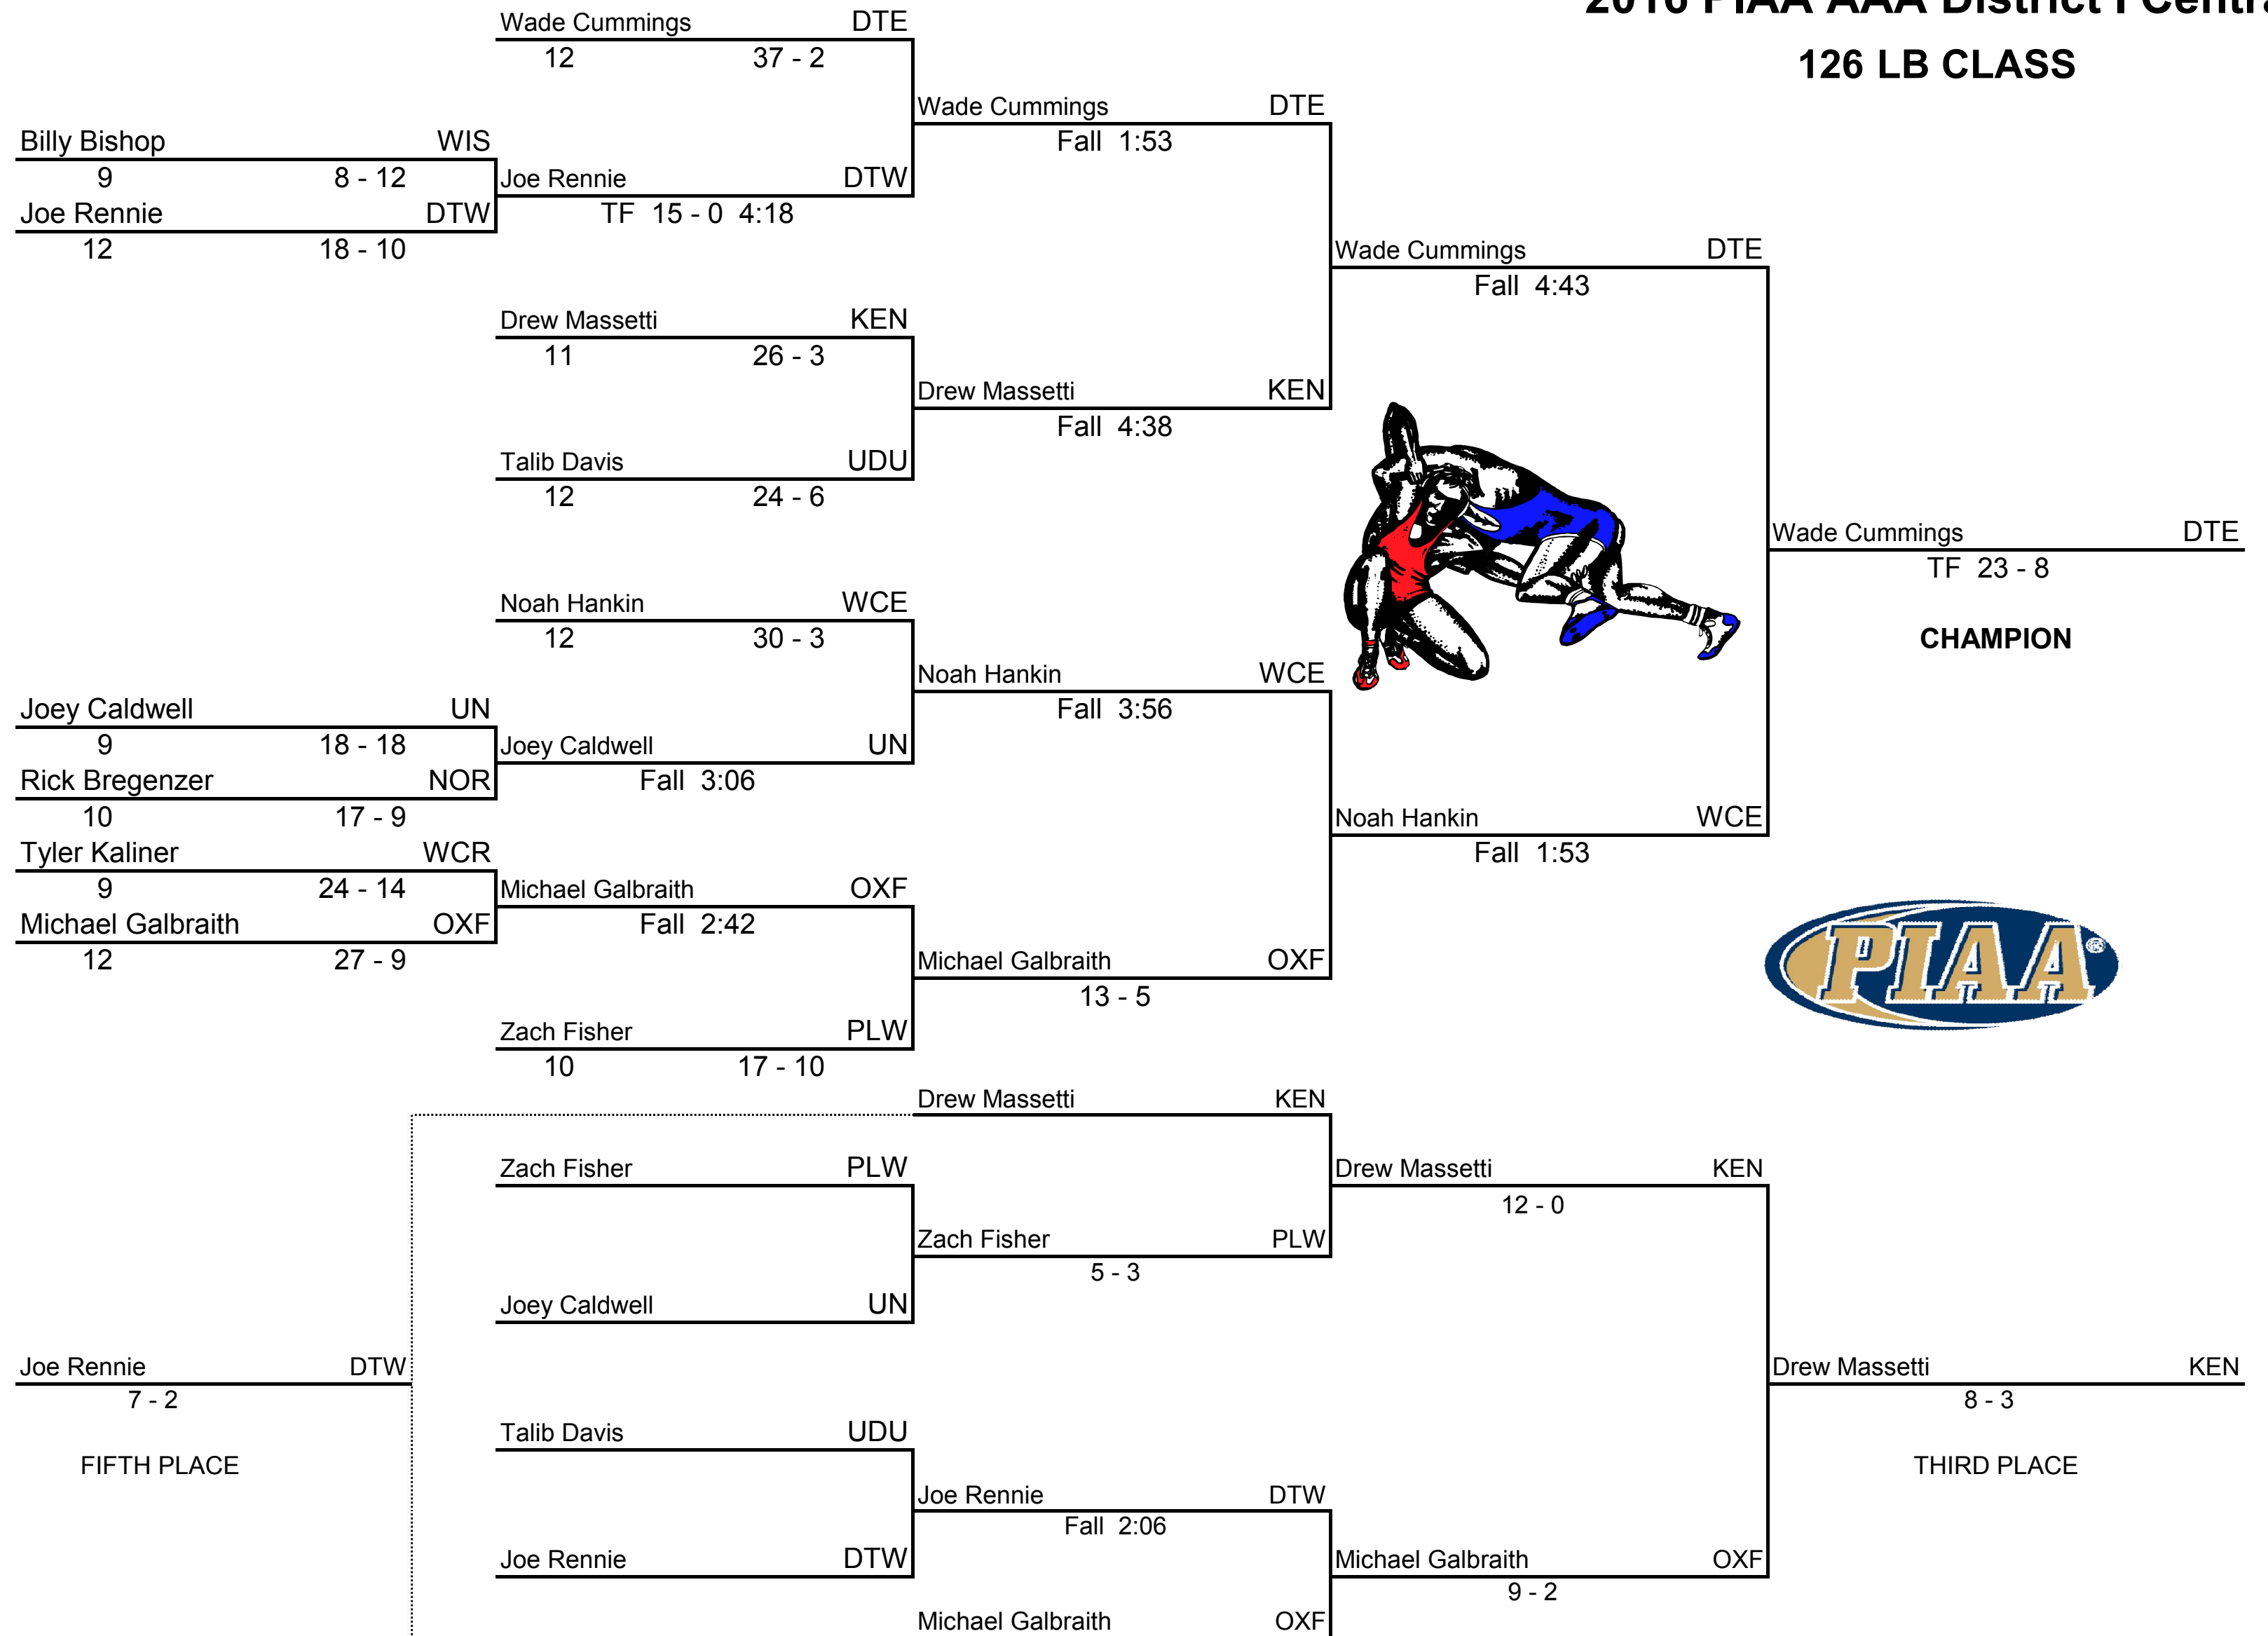 2016 PIAA AAA District I Centra
126 LB CLASS
Wade Cummings DTE
12 37 - 2
Wade Cummings DTE
Fall 1:53
Billy Bishop WIS
9 8 - 12
Joe Rennie DTW
TF 15 - 0 4:18
Joe Rennie DTW
12 18 - 10
Wade Cummings DTE
Fall 4:43
Drew Massetti KEN
11 26 - 3
Drew Massetti KEN
Fall 4:38
Talib Davis UDU
12 24 - 6
Wade Cummings DTE
TF 23 - 8
CHAMPION
Noah Hankin WCE
12 30 - 3
Noah Hankin WCE
Fall 3:56
Joey Caldwell UN
9 18 - 18
Joey Caldwell UN
Fall 3:06
Rick Bregenzer NOR
10 17 - 9
Noah Hankin WCE
Fall 1:53
Tyler Kaliner WCR
9 24 - 14
Michael Galbraith OXF
Fall 2:42
Michael Galbraith OXF
12 27 - 9
Michael Galbraith OXF
13 - 5
PIAA®
Zach Fisher PLW
10 17 - 10
Drew Massetti KEN
Zach Fisher PLW
Drew Massetti KEN
12 - 0
Zach Fisher PLW
5 - 3
Joey Caldwell UN
Joe Rennie DTW
7 - 2
FIFTH PLACE
Drew Massetti KEN
8 - 3
THIRD PLACE
Talib Davis UDU
Joe Rennie DTW
Fall 2:06
Joe Rennie DTW
Michael Galbraith OXF
9 - 2
Michael Galbraith OXF